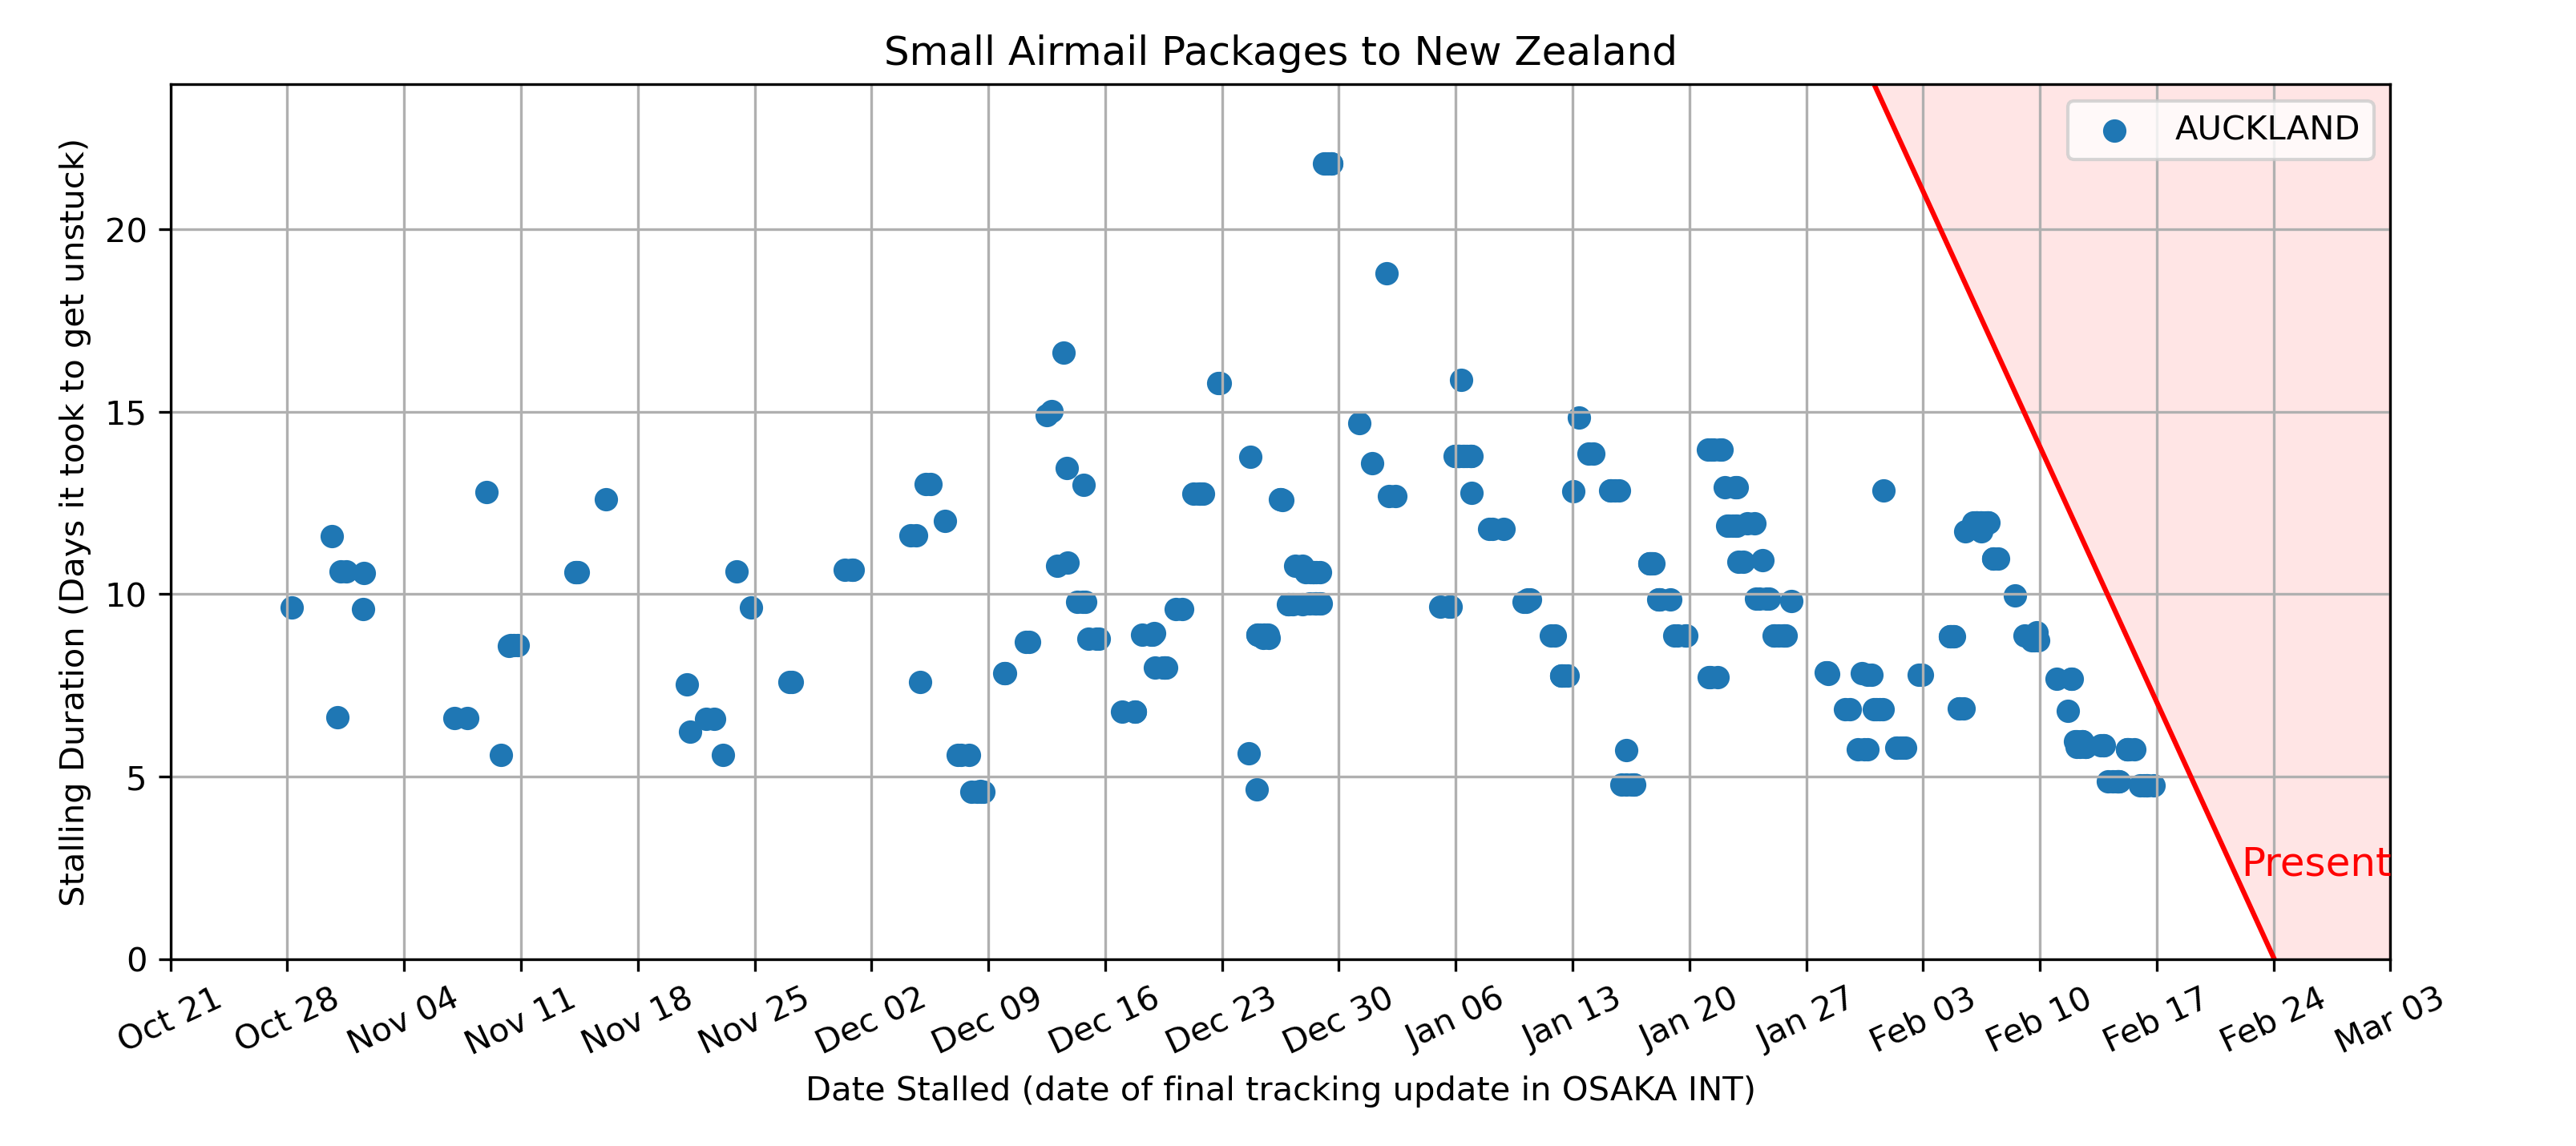 Small Airmail Packages to New Zealand
AUCKLAND
Stalling Duration (Days it took to get unstuck)
20
15
10
5
0
Present
Oct 21
Oct 28
Nov 04
Nov 11
Nov 18
Nov 25
Dec 02
Dec 09
Dec 16
Dec 23
Dec 30
Jan 06
Jan 13
Jan 20
Jan 27
Feb 03
Feb 10
Feb 17
Feb 24
Mar 03
Date Stalled (date of final tracking update in OSAKA INT)